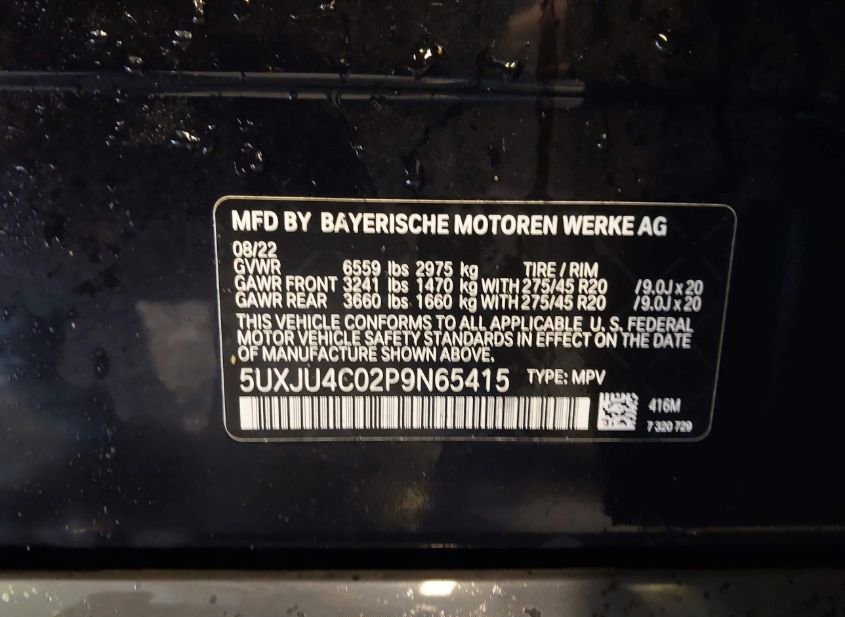 MFD BY BAYERISCHE MOTOREN WERKE AG
08/22
GVWR 6559 lbs 2975 kg TIRE / RIM
GAWR FRONT 3241 lbs 1470 kg WITH 275/45 R20 /9.0J x 20
GAWR REAR 3660 lbs 1660 kg WITH 275/45 R20 /9.0J x 20
THIS VEHICLE CONFORMS TO ALL APPLICABLE U. S. FEDERAL
MOTOR VEHICLE SAFETY STANDARDS IN EFFECT ON THE DATE
OF MANUFACTURE SHOWN ABOVE.
5UXJU4C02P9N65415 TYPE: MPV
416M
7 320 729